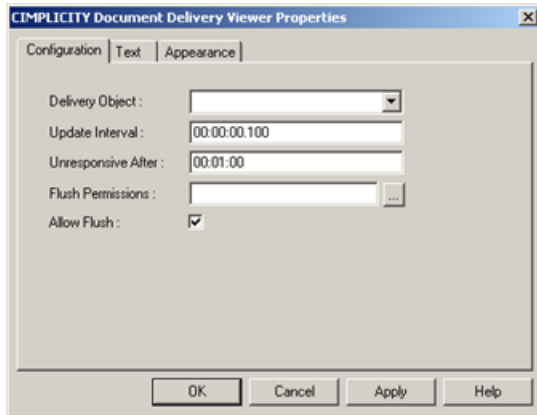 CIMPLICITY Document Delivery Viewer Properties
Configuration Text Appearance
Delivery Object :
Update Interval : 00:00:00.100
Unresponsive After : 00:01:00
Flush Permissions : ...
Allow Flush :
OK Cancel Apply Help